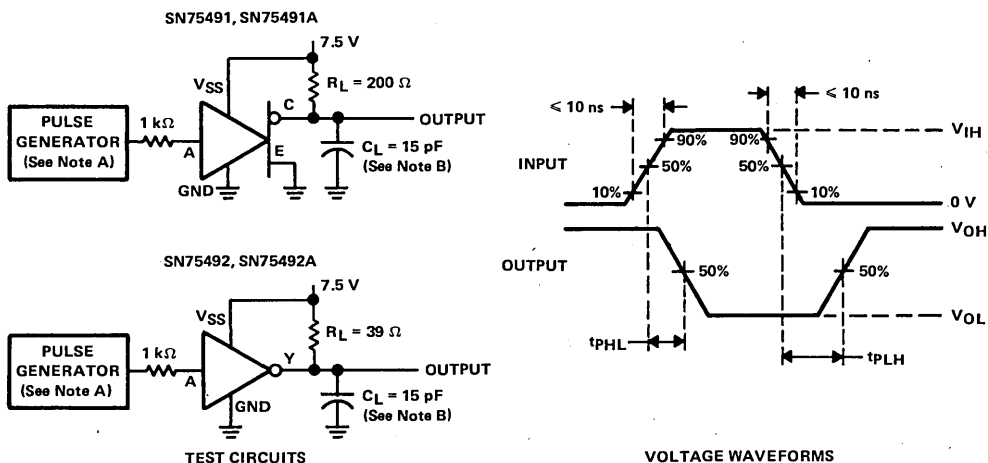 SN75491, SN75491A
7.5 V
VSS
RL = 200 Ω
C
PULSE
GENERATOR
(See Note A)
1 kΩ
A
OUTPUT
E
CL = 15 pF
(See Note B)
GND
SN75492, SN75492A
7.5 V
VSS
RL = 39 Ω
PULSE
GENERATOR
(See Note A)
1 kΩ
A
Y
OUTPUT
CL = 15 pF
(See Note B)
GND
TEST CIRCUITS
≤ 10 ns
≤ 10 ns
VIH
90%
90%
INPUT
50%
50%
10%
10%
0 V
VOH
OUTPUT
50%
50%
VOL
tPHL
tPLH
VOLTAGE WAVEFORMS